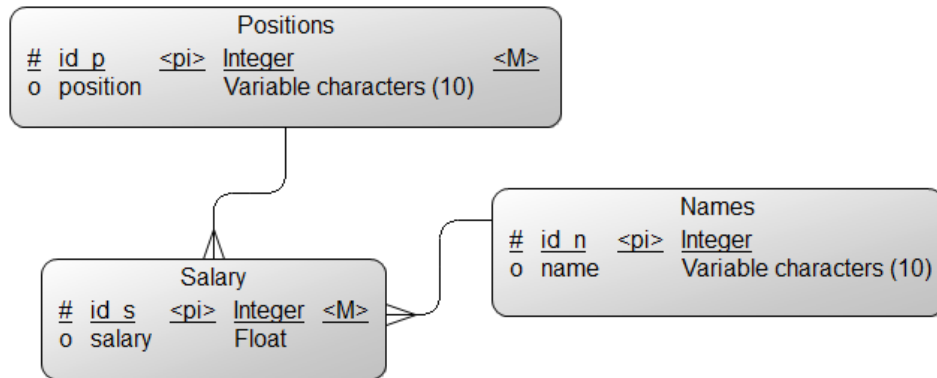 Positions
# id_p <pi> Integer <M>
o position Variable characters (10)
Names
# id_n <pi> Integer
o name Variable characters (10)
Salary
# id_s <pi> Integer <M>
o salary Float